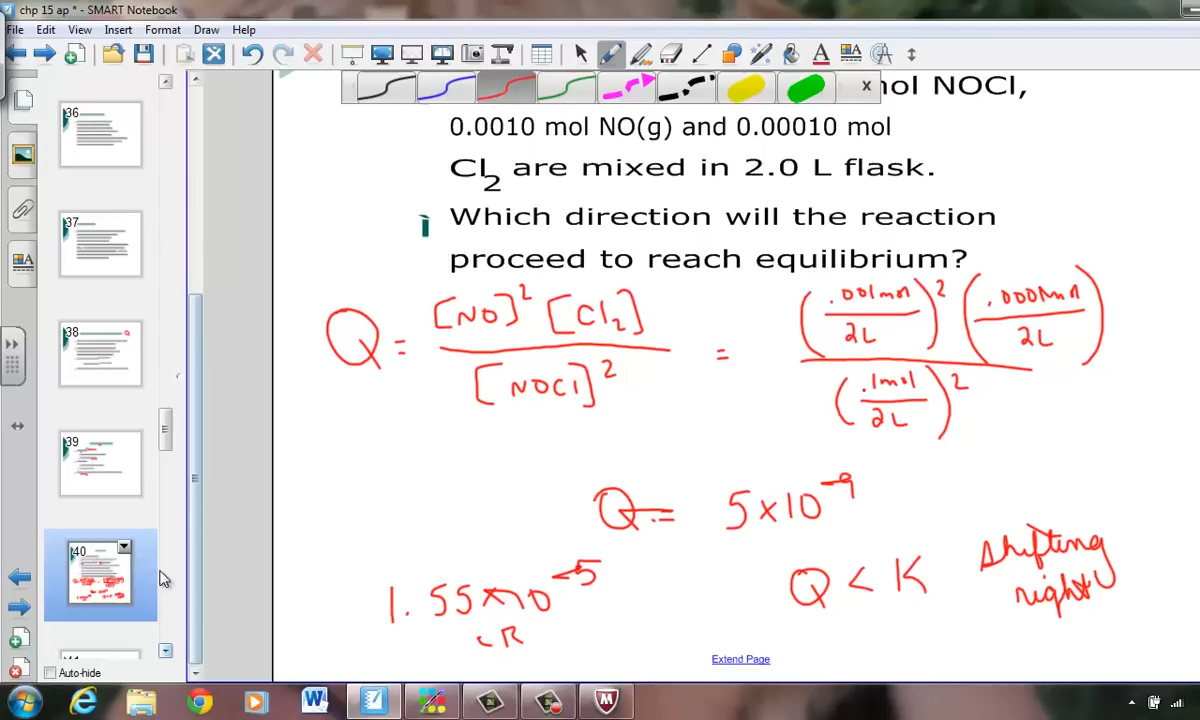 chp 15 ap * - SMART Notebook
File Edit View Insert Format Draw Help
x
36
37
38
39
40
Auto-hide
mol NOCl,
0.0010 mol NO(g) and 0.00010 mol
Cl2 are mixed in 2.0 L flask.
Which direction will the reaction
proceed to reach equilibrium?
Q = [NO]² [Cl₂] / [NOCl]² = (.001mol / 2L)² (.0001mol / 2L) / (.1mol / 2L)²
Q = 5×10⁻⁹
1.55×10⁻⁵
Q < K
shifting
right
Extend Page